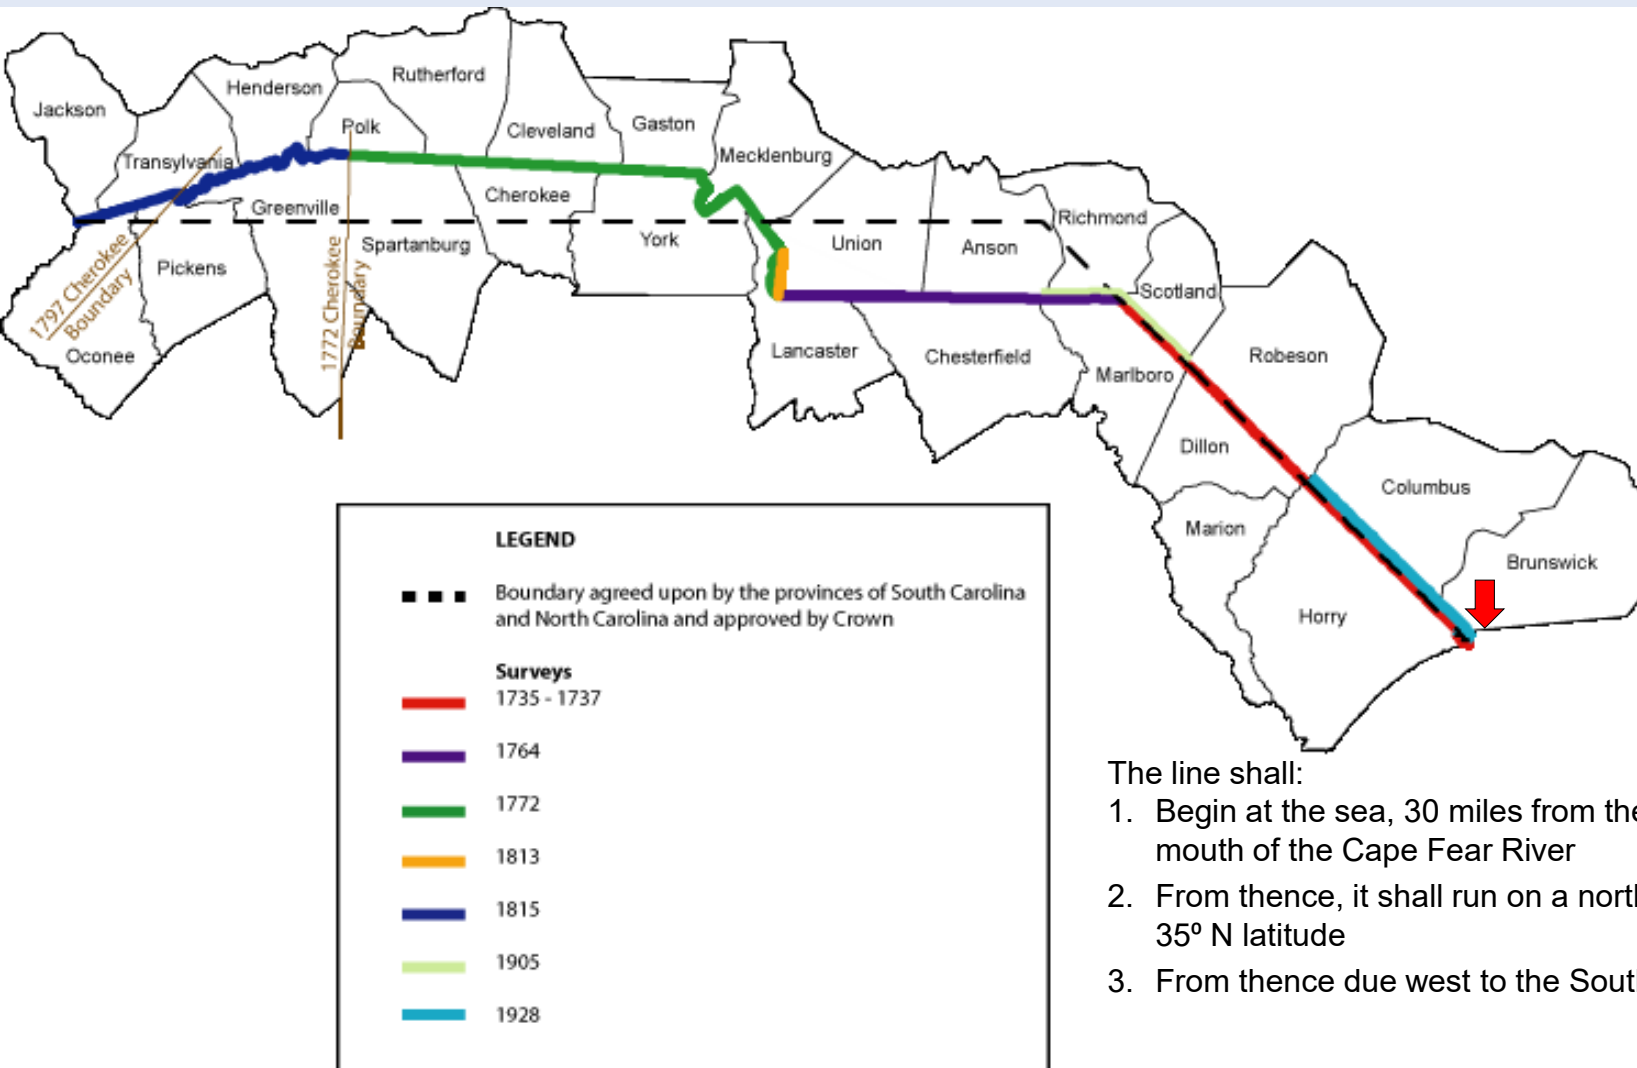 Rutherford
Henderson
Jackson
Gaston
Polk
Cleveland
Mecklenburg
Transylvania
Cherokee
Greenville
Richmond
York
Union
Anson
Spartanburg
Pickens
1797 Cherokee
Boundary
1772 Cherokee
Boundary
Scotland
Oconee
Lancaster
Chesterfield
Robeson
Marlboro
Dillon
Columbus
Marion
Brunswick
Horry
LEGEND
Boundary agreed upon by the provinces of South Carolina
and North Carolina and approved by Crown
Surveys
1735 - 1737
1764
1772
1813
1815
1905
1928
The line shall:
1. Begin at the sea, 30 miles from the
mouth of the Cape Fear River
2. From thence, it shall run on a north
35º N latitude
3. From thence due west to the South